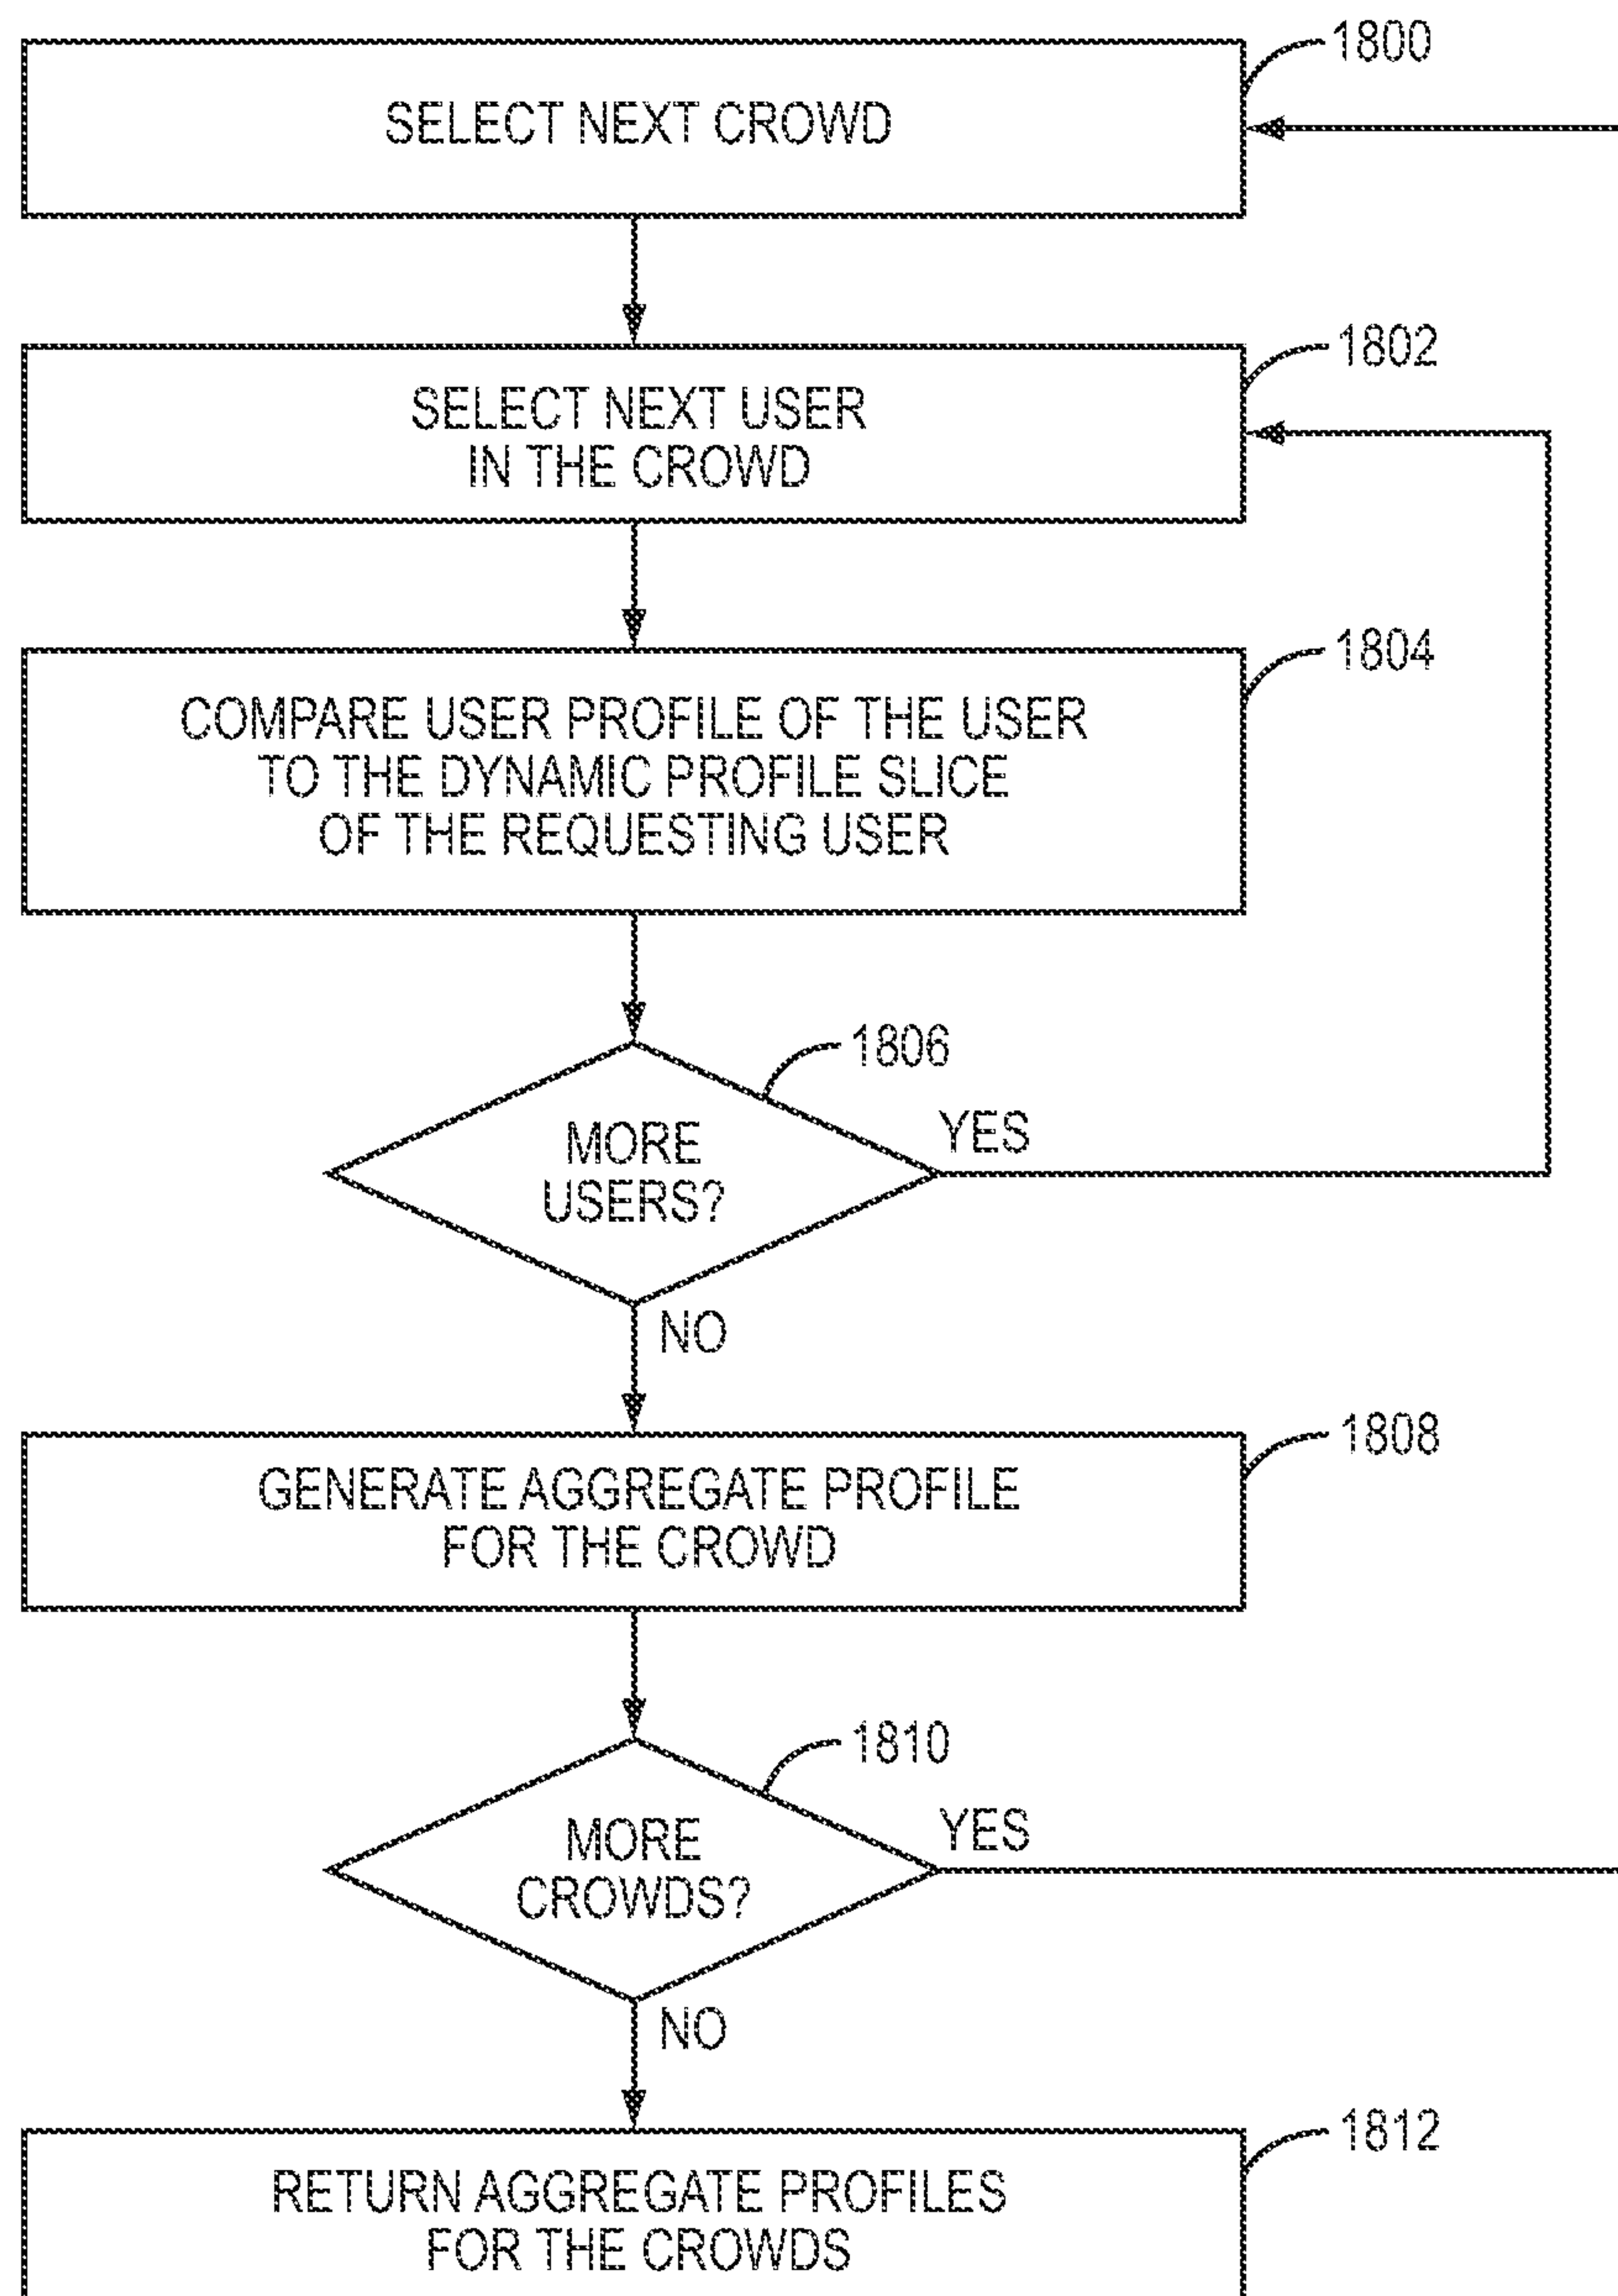 1800
SELECT NEXT CROWD
1802
SELECT NEXT USER
IN THE CROWD
1804
COMPARE USER PROFILE OF THE USER
TO THE DYNAMIC PROFILE SLICE
OF THE REQUESTING USER
1806
MORE
USERS?
YES
NO
1808
GENERATE AGGREGATE PROFILE
FOR THE CROWD
1810
MORE
CROWDS?
YES
NO
1812
RETURN AGGREGATE PROFILES
FOR THE CROWDS